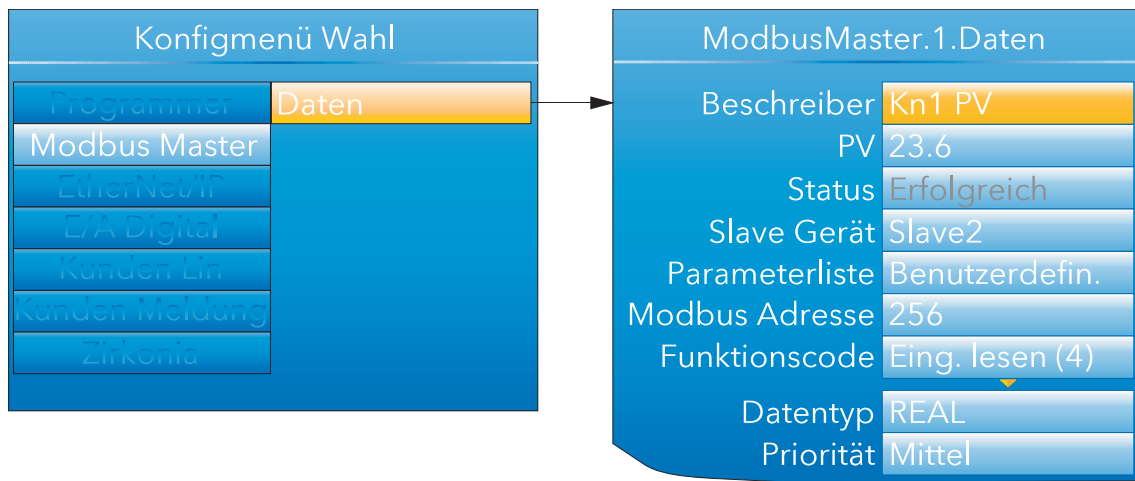 Konfigmenü Wahl
Programmer
Daten
Modbus Master
EtherNet/IP
E/A Digital
Kunden Lin
Kunden Meldung
Zirkonia
ModbusMaster.1.Daten
Beschreiber Kn1 PV
PV 23.6
Status Erfolgreich
Slave Gerät Slave2
Parameterliste Benutzerdefin.
Modbus Adresse 256
Funktionscode Eing. lesen (4)
Datentyp REAL
Priorität Mittel